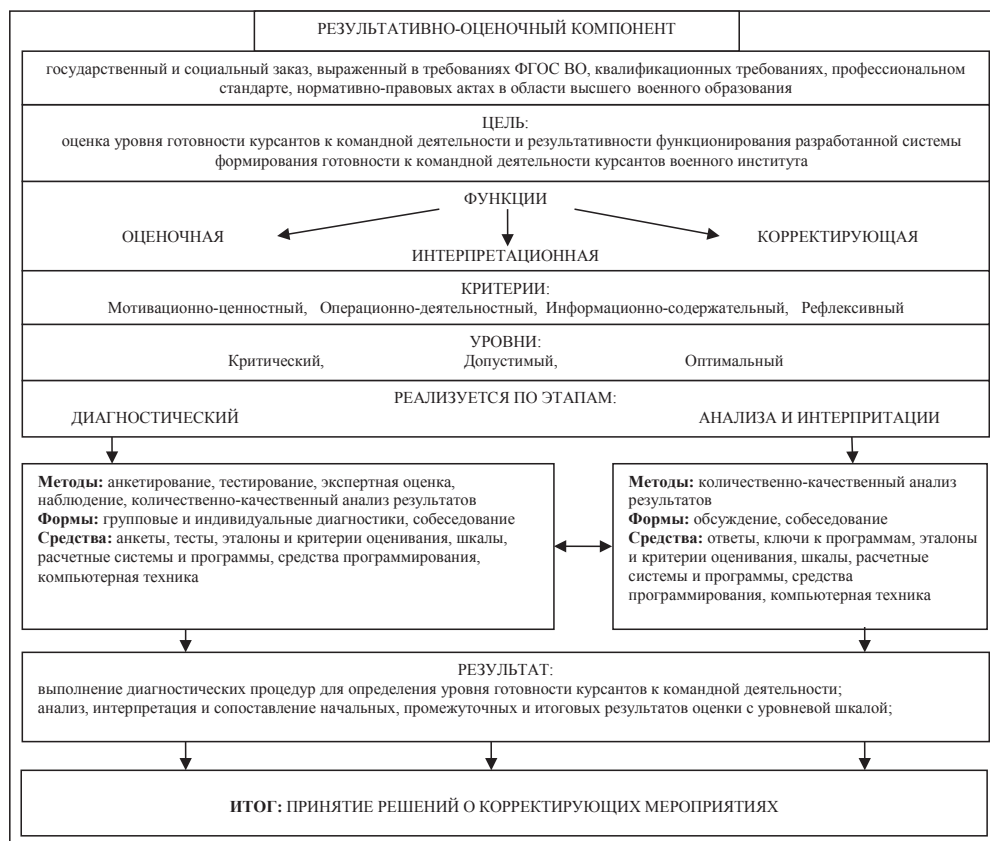 РЕЗУЛЬТАТИВНО-ОЦЕНОЧНЫЙ КОМПОНЕНТ
государственный и социальный заказ, выраженный в требованиях ФГОС ВО, квалификационных требованиях, профессиональном
стандарте, нормативно-правовых актах в области высшего военного образования
ЦЕЛЬ:
оценка уровня готовности курсантов к командной деятельности и результативности функционирования разработанной системы
формирования готовности к командной деятельности курсантов военного института
ФУНКЦИИ
ОЦЕНОЧНАЯ
КОРРЕКТИРУЮЩАЯ
ИНТЕРПРЕТАЦИОННАЯ
КРИТЕРИИ:
Мотивационно-ценностный, Операционно-деятельностный, Информационно-содержательный, Рефлексивный
УРОВНИ:
Критический, Допустимый, Оптимальный
РЕАЛИЗУЕТСЯ ПО ЭТАПАМ:
ДИАГНОСТИЧЕСКИЙ
АНАЛИЗА И ИНТЕРПРИТАЦИИ
Методы: анкетирование, тестирование, экспертная оценка,
наблюдение, количественно-качественный анализ результатов
Формы: групповые и индивидуальные диагностики, собеседование
Средства: анкеты, тесты, эталоны и критерии оценивания, шкалы,
расчетные системы и программы, средства программирования,
компьютерная техника
Методы: количественно-качественный анализ
результатов
Формы: обсуждение, собеседование
Средства: ответы, ключи к программам, эталоны
и критерии оценивания, шкалы, расчетные
системы и программы, средства
программирования, компьютерная техника
РЕЗУЛЬТАТ:
выполнение диагностических процедур для определения уровня готовности курсантов к командной деятельности;
анализ, интерпретация и сопоставление начальных, промежуточных и итоговых результатов оценки с уровневой шкалой;
ИТОГ: ПРИНЯТИЕ РЕШЕНИЙ О КОРРЕКТИРУЮЩИХ МЕРОПРИЯТИЯХ